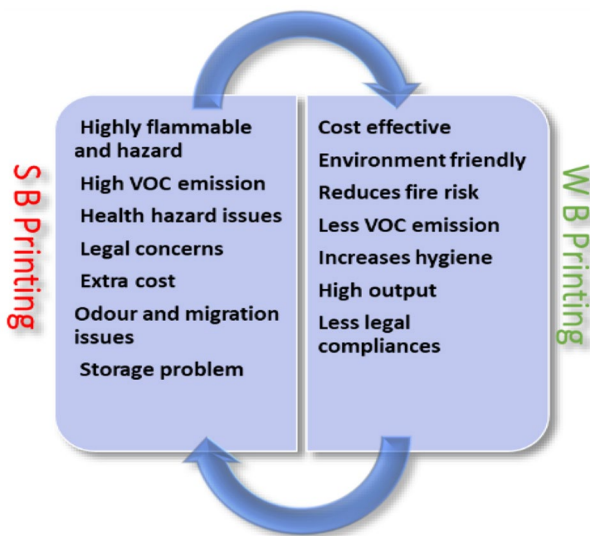 S B Printing
Highly flammable
and hazard
High VOC emission
Health hazard issues
Legal concerns
Extra cost
Odour and migration
issues
Storage problem
Cost effective
Environment friendly
Reduces fire risk
Less VOC emission
Increases hygiene
High output
Less legal
compliances
W B Printing